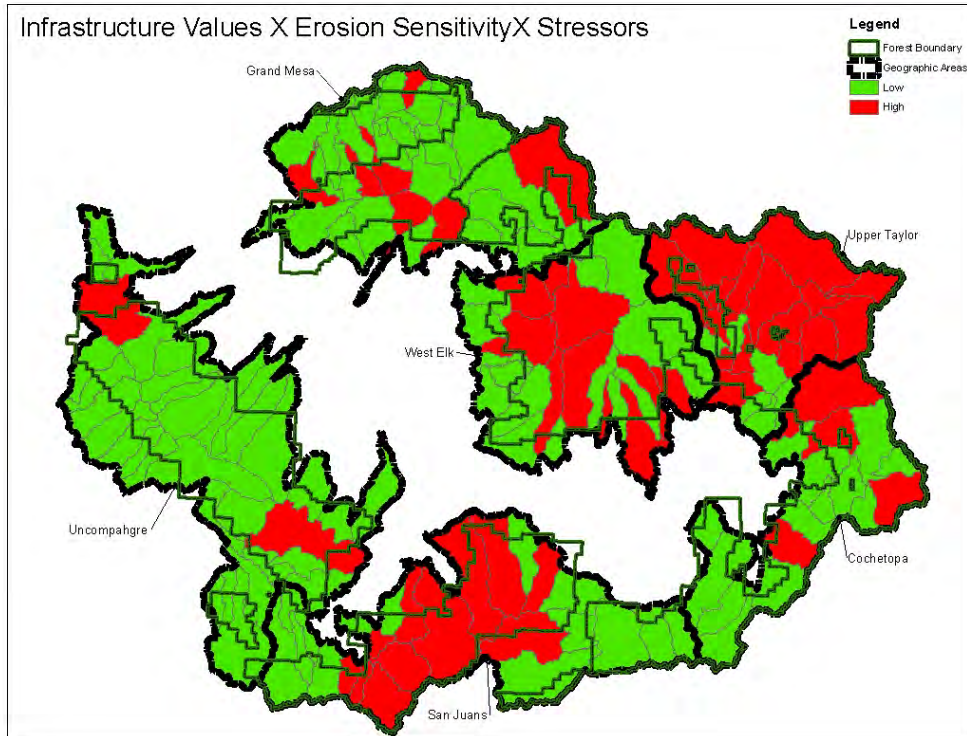 Infrastructure Values X Erosion SensitivityX Stressors
Legend
Forest Boundary
Geographic Areas
Low
High
Grand Mesa
Upper Taylor
West Elk
Uncompahgre
Cochetopa
San Juans